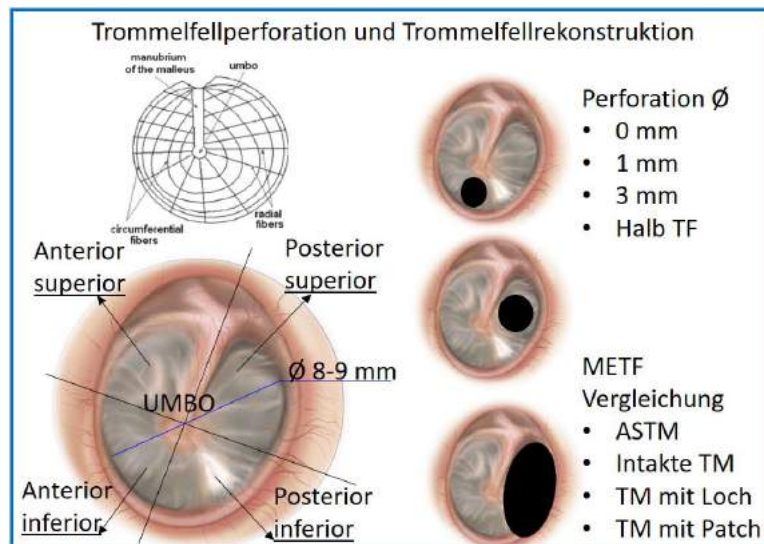 Trommelfellperforation und Trommelfellrekonstruktion
manubrium
of the malleus
umbo
circumferential
fibers
radial
fibers
Anterior
superior
Posterior
superior
Ø 8-9 mm
UMBO
Anterior
inferior
Posterior
inferior
Perforation Ø
• 0 mm
• 1 mm
• 3 mm
• Halb TF
METF
Vergleichung
• ASTM
• Intakte TM
• TM mit Loch
• TM mit Patch